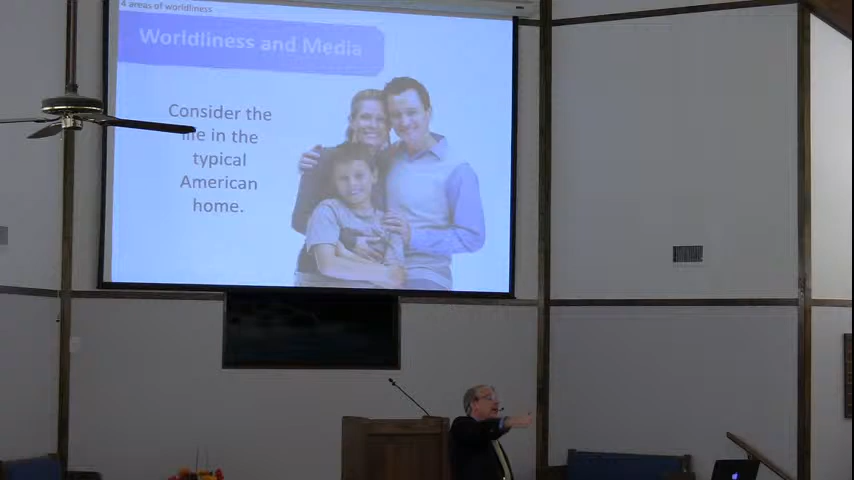 4 areas of worldliness
Worldliness and Media
Consider the
life in the
typical
American
home.